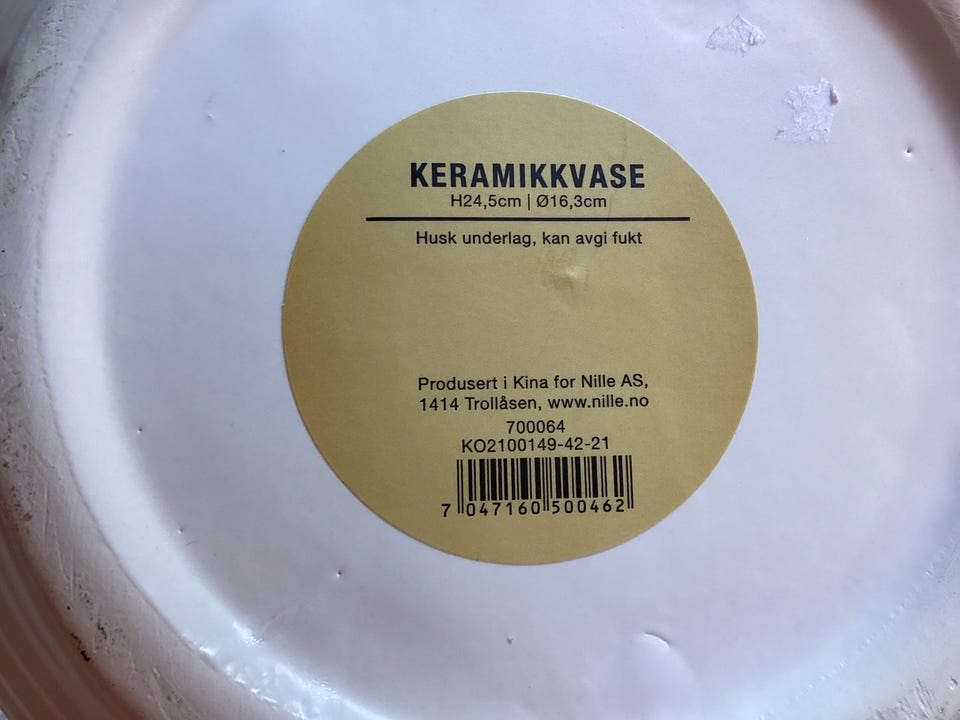 KERAMIKKVASE
H24,5cm | Ø16,3cm
Husk underlag, kan avgi fukt
Produsert i Kina for Nille AS,
1414 Trollåsen, www.nille.no
700064
KO2100149-42-21
7 047160 500462